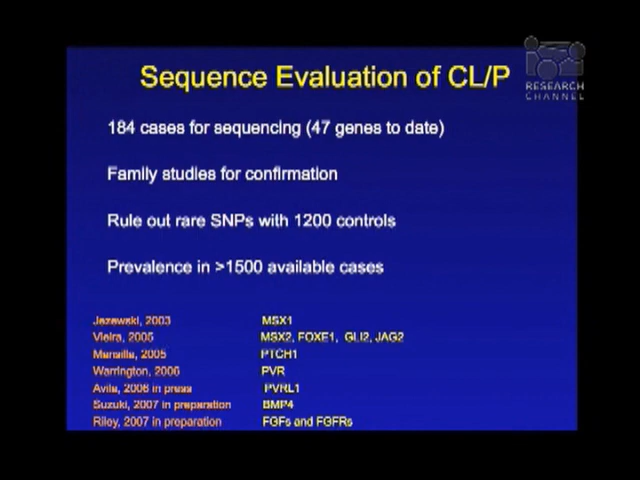 Sequence Evaluation of CL/P
RESEARCH
CHANNEL
184 cases for sequencing (47 genes to date)
Family studies for confirmation
Rule out rare SNPs with 1200 controls
Prevalence in >1500 available cases
Jezewski, 2003 MSX1
Vieira, 2005 MSX2, FOXE1, GLI2, JAG2
Mansilla, 2005 PTCH1
Warrington, 2006 PVR
Avila, 2006 in press PVRL1
Suzuki, 2007 in preparation BMP4
Riley, 2007 in preparation FGFs and FGFRs